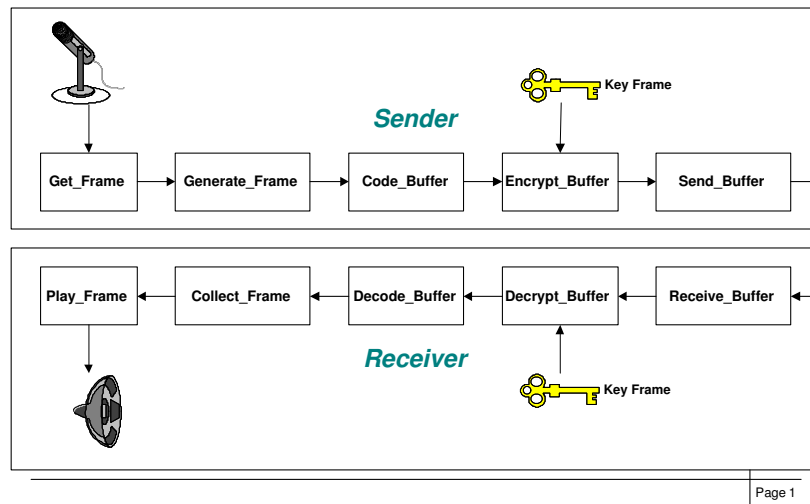 Key Frame
Sender
Get_Frame
Generate_Frame
Code_Buffer
Encrypt_Buffer
Send_Buffer
Play_Frame
Collect_Frame
Decode_Buffer
Decrypt_Buffer
Receive_Buffer
Receiver
Key Frame
Page 1